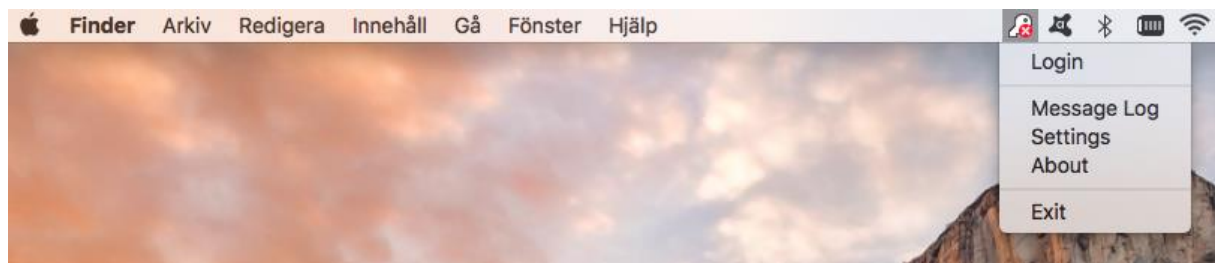 Finder Arkiv Redigera Innehåll Gå Fönster Hjälp
Login
Message Log
Settings
About
Exit